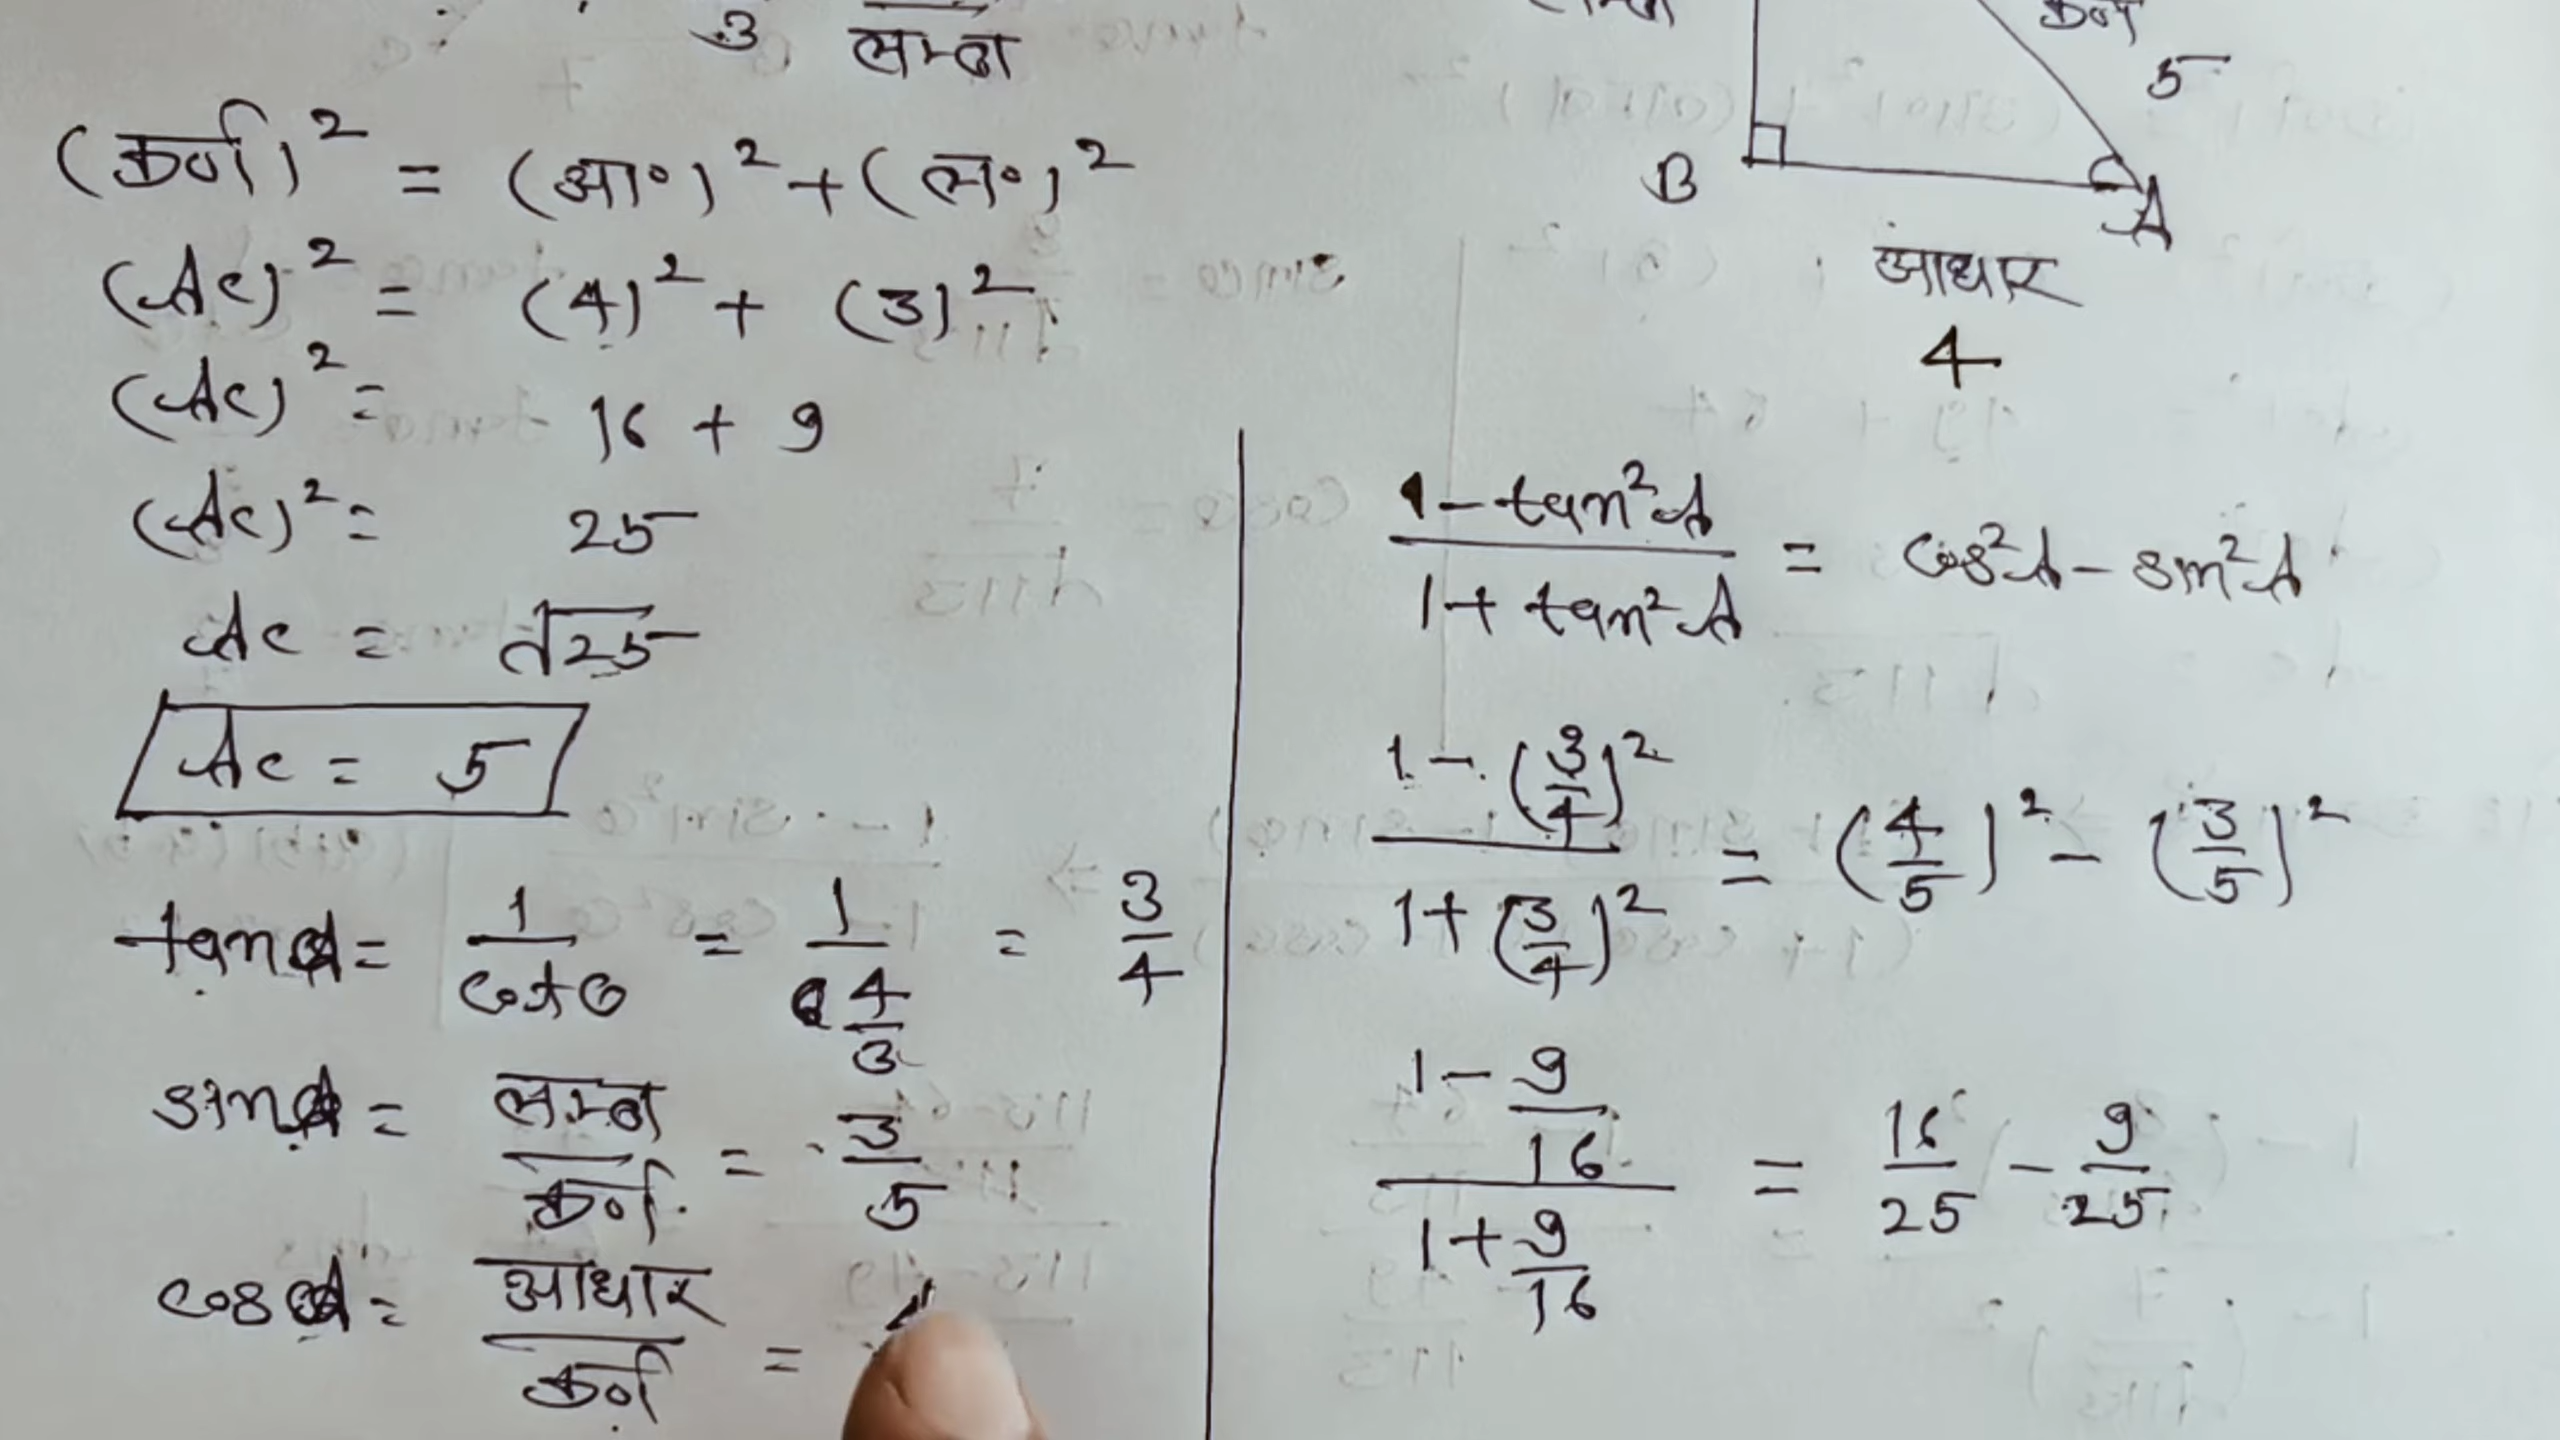 3 लम्ब
(कर्ण)² = (आ०)² + (ल०)²
(AC)² = (4)² + (3)²
(AC)² = 16 + 9
(AC)² = 25
AC = √25
AC = 5
tanA = 1/cotθ = 1/(4/3) = 3/4
sinA = लम्ब/कर्ण = 3/5
cosA = आधार/कर्ण =
कर्ण
5
B
A
आधार
4
(1 - tan²A)/(1 + tan²A) = cos²A - sin²A
(1 - (3/4)²)/(1 + (3/4)²) = (4/5)² - (3/5)²
(1 - 9/16)/(1 + 9/16) = 16/25 - 9/25